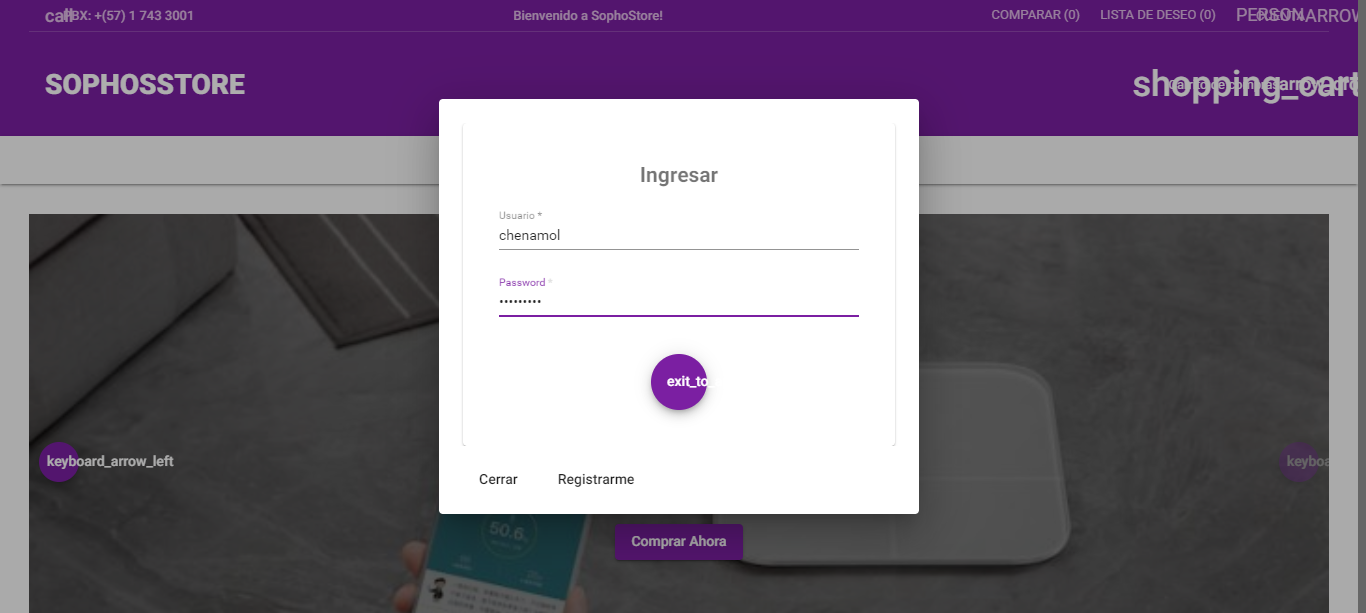 call PBX: +(57) 1 743 3001
Bienvenido a SophoStore!
COMPARAR (0)
LISTA DE DESEO (0)
PERSON
SOPHOSSTORE
shopping_cart
Ingresar
Usuario *
chenamol
Password *
•••••••••
exit_to
keyboard_arrow_left
keyboa
Cerrar
Registrarme
50.6
Comprar Ahora